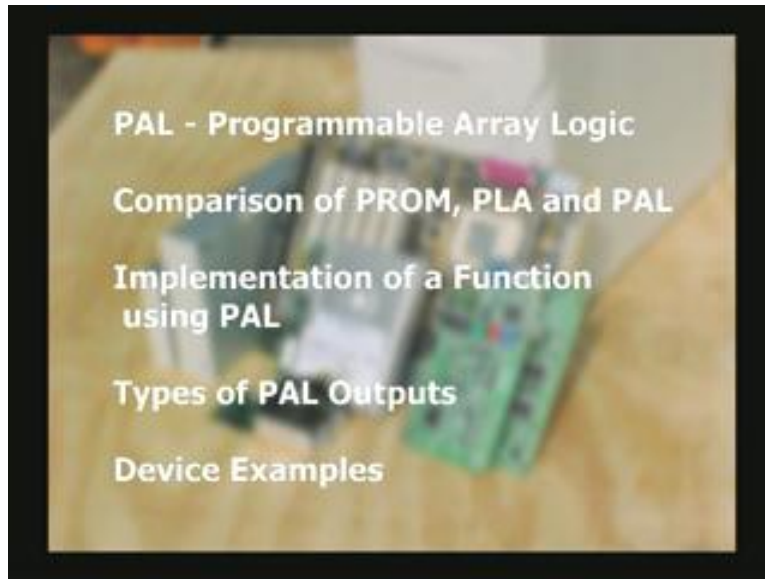 PAL - Programmable Array Logic
Comparison of PROM, PLA and PAL
Implementation of a Function
using PAL
Types of PAL Outputs
Device Examples